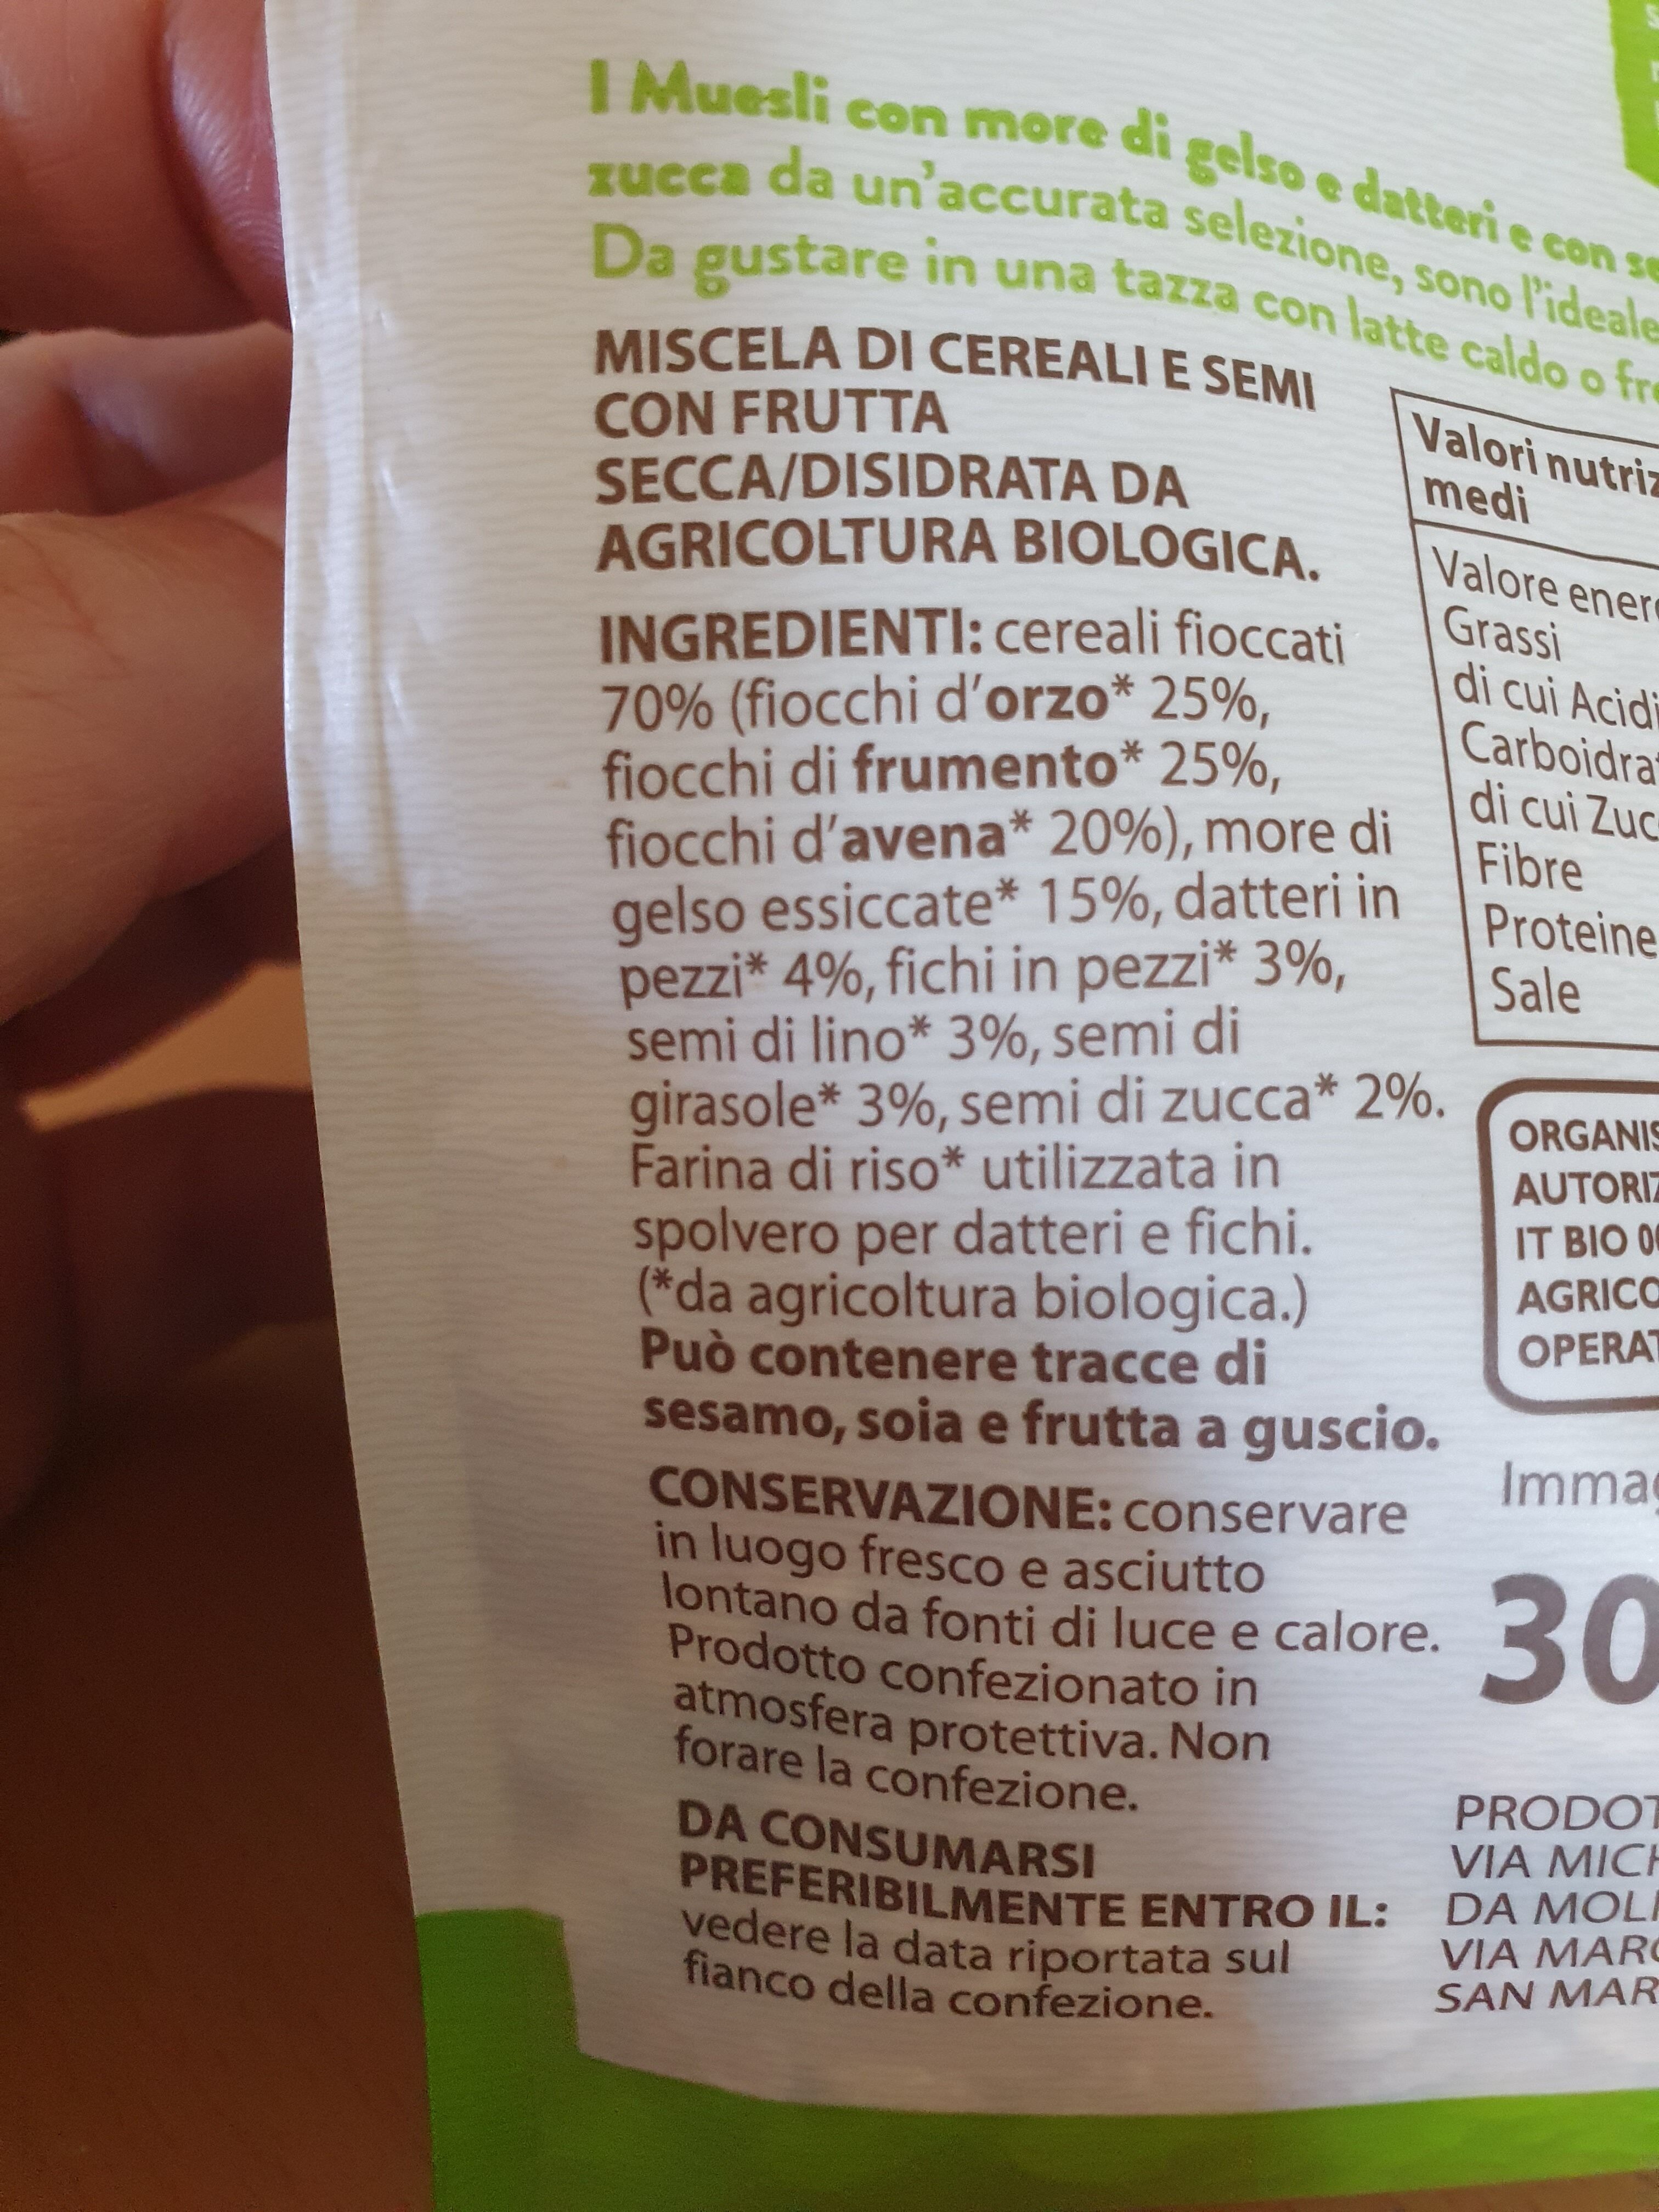 I Muesli con more di gelso e datteri e con
zucca da un'accurata selezione, sono l'ideale
Da gustare in una tazza con latte caldo o
MISCELA DI CEREALI E SEMI
CON FRUTTA
SECCA/DISIDRATA DA
AGRICOLTURA BIOLOGICA.
INGREDIENTI: cereali fioccati
70% (fiocchi d'orzo* 25%,
fiocchi di frumento* 25%,
fiocchi d'avena* 20%), more di
gelso essiccate* 15%, datteri in
pezzi* 4%, fichi in pezzi* 3%,
semi di lino* 3%, semi di
girasole* 3%, semi di zucca* 2%.
Farina di riso* utilizzata in
spolvero per datteri e fichi.
(*da agricoltura biologica.)
Può contenere tracce di
sesamo, soia e frutta a guscio.
CONSERVAZIONE: conservare
in luogo fresco e asciutto
lontano da fonti di luce e calore.
Prodotto confezionato in
atmosfera protettiva. Non
forare la confezione.
DA CONSUMARSI
PREFERIBILMENTE ENTRO IL:
vedere la data riportata sul
fianco della confezione.
Valori nutriz
medi
Valore ener
Grassi
di cui Acidi
Carboidra
di cui Zuc
Fibre
Proteine
Sale
ORGANIS
AUTORIZ
IT BIO 00
AGRICO
OPERAT
Immag
30
PRODOT
VIA MICH
DA MOLI
VIA MARC
SAN MAR